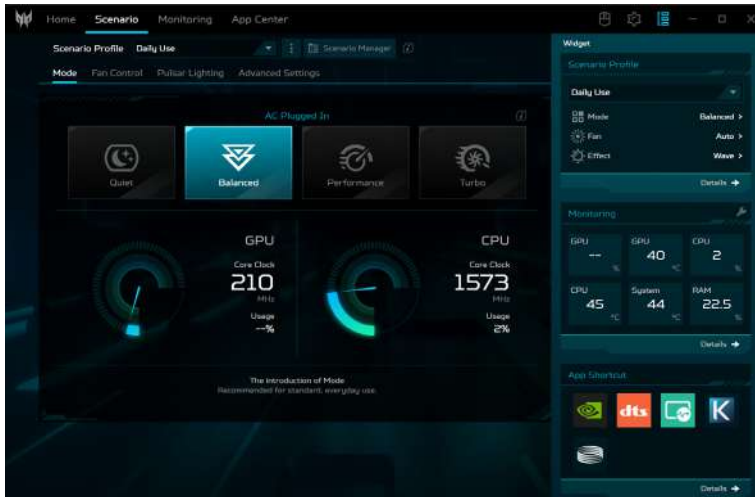 Home Scenario Monitoring App Center
Scenario Profile Daily Use Scenario Manager
Mode Fan Control Pulsar Lighting Advanced Settings
AC Plugged In
Quiet Balanced Performance Turbo
GPU
Core Clock
210
MHz
Usage
--%
CPU
Core Clock
1573
MHz
Usage
2%
The introduction of Mode
Recommended for standard, everyday use.
Widget
Scenario Profile
Daily Use
Mode Balanced >
Fan Auto >
Effect Wave >
Details
Monitoring
GPU GPU CPU
-- 40 2
% °C %
CPU System RAM
45 44 22.5
°C °C %
Details
App Shortcut
dts K
Details